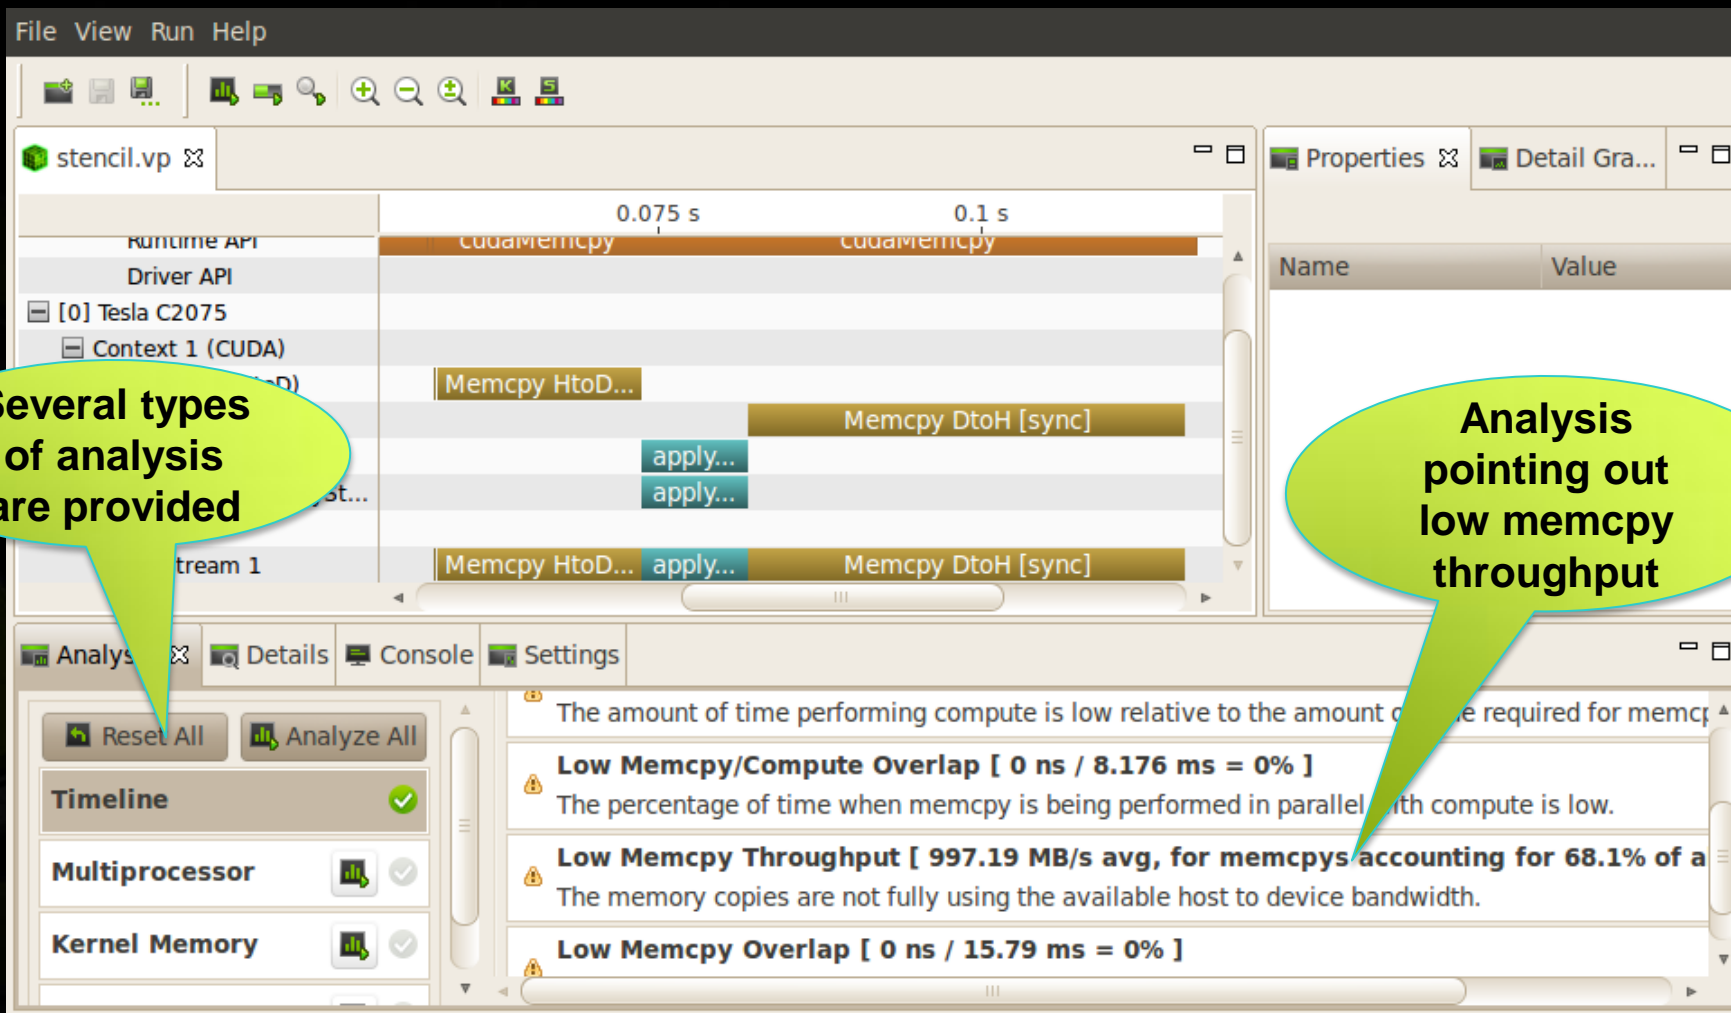 File View Run Help
stencil.vp
Properties
Detail Gra...
0.075 s
0.1 s
Runtime API
cudaMemcpy
cudaMemcpy
Name
Value
Driver API
[0] Tesla C2075
Context 1 (CUDA)
Memcpy HtoD...
Memcpy DtoH [sync]
apply...
apply...
Several types
of analysis
are provided
Analysis
pointing out
low memcpy
throughput
Memcpy HtoD...
apply...
Memcpy DtoH [sync]
Details
Console
Settings
Reset All
Analyze All
Timeline
Multiprocessor
Kernel Memory
The amount of time performing compute is low relative to the amount required for
Low Memcpy/Compute Overlap [ 0 ns / 8.176 ms = 0% ]
The percentage of time when memcpy is being performed in parallel with compute is low.
Low Memcpy Throughput [ 997.19 MB/s avg, for memcpys accounting for 68.1% of
The memory copies are not fully using the available host to device bandwidth.
Low Memcpy Overlap [ 0 ns / 15.79 ms = 0% ]